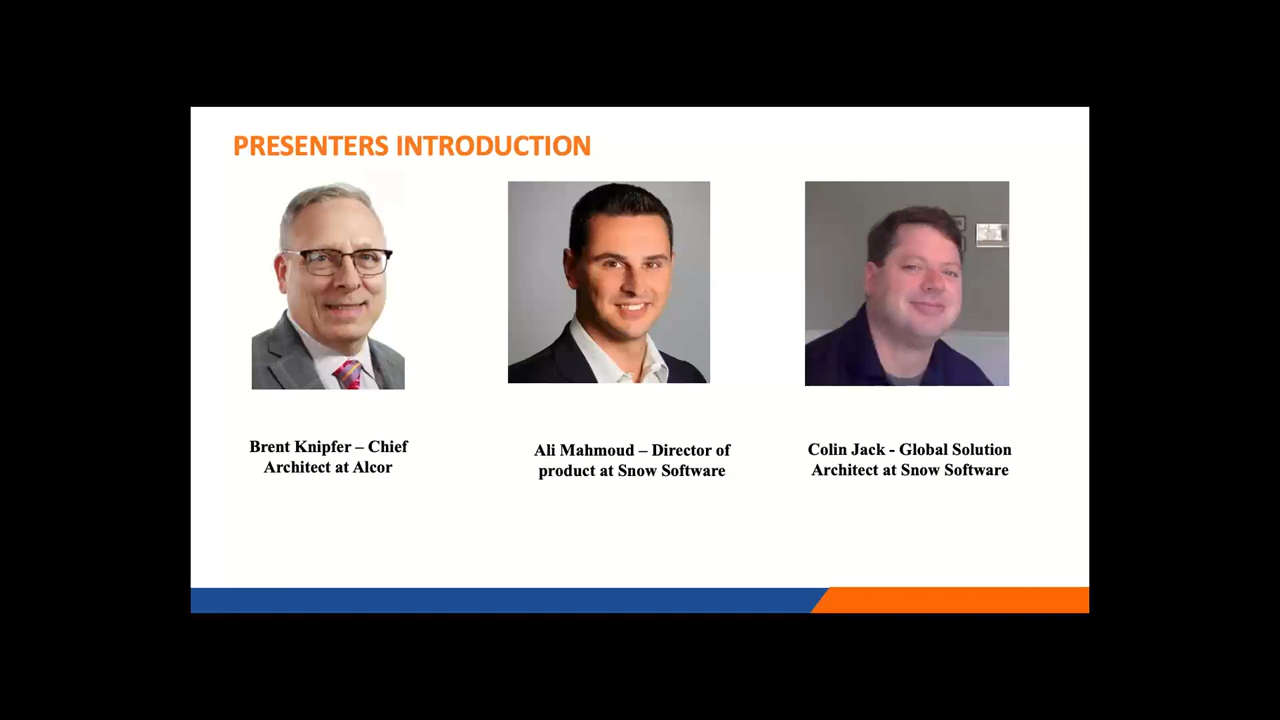 PRESENTERS INTRODUCTION
Brent Knipfer – Chief
Architect at Alcor
Ali Mahmoud – Director of
product at Snow Software
Colin Jack - Global Solution
Architect at Snow Software